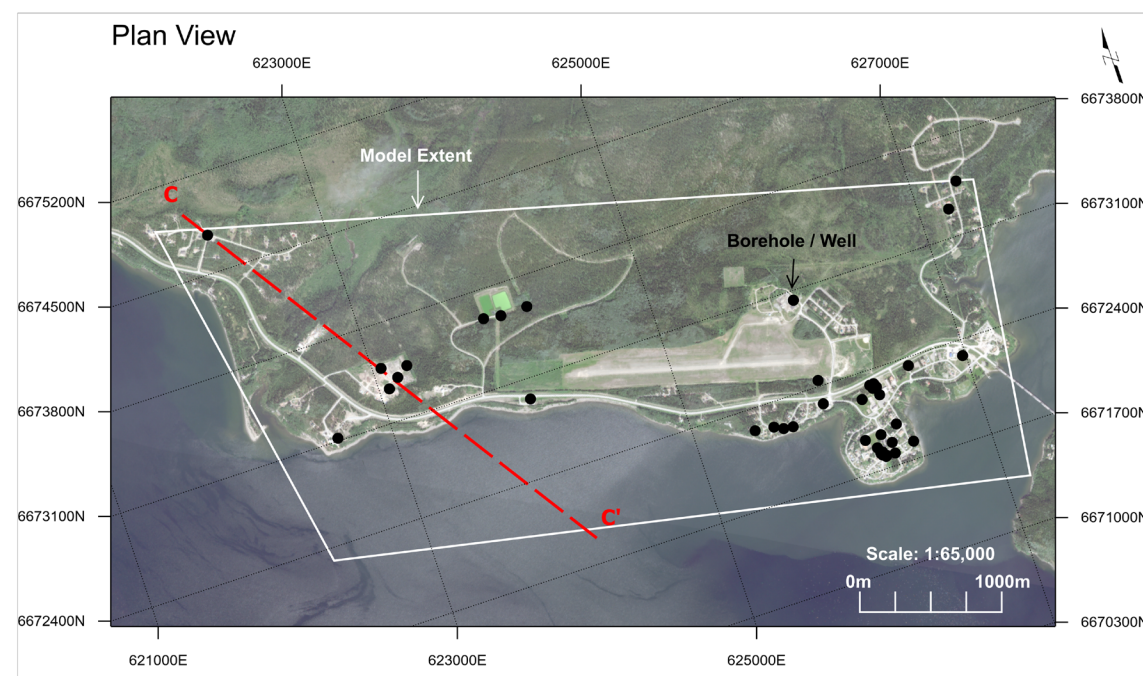 Plan View
623000E 625000E 627000E
6673800N
Model Extent
C
6675200N 6673100N
Borehole / Well
6674500N 6672400N
6673800N 6671700N
C'
6673100N 6671000N
Scale: 1:65,000
0m 1000m
6672400N 6670300N
621000E 623000E 625000E